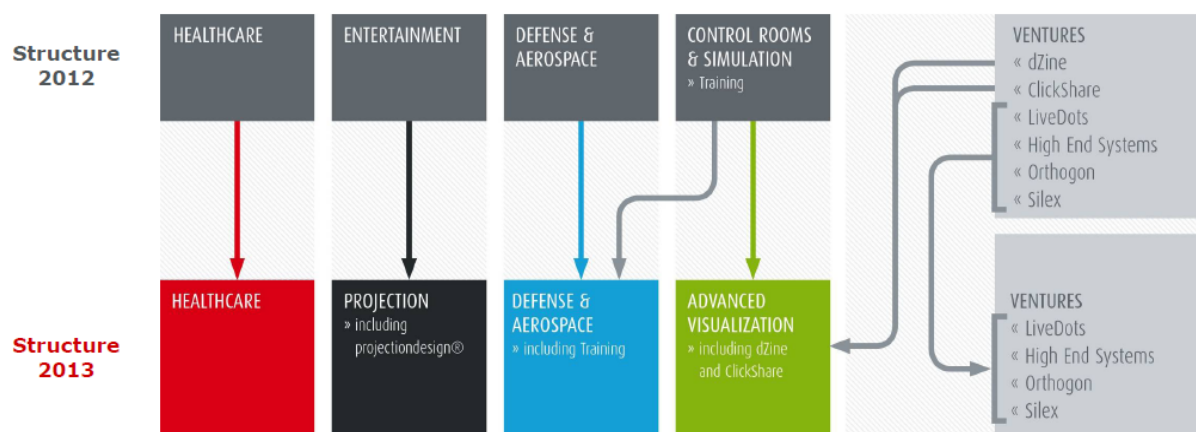 Structure
2012
HEALTHCARE
ENTERTAINMENT
DEFENSE &
AEROSPACE
CONTROL ROOMS
& SIMULATION
» Training
VENTURES
« dZine
« ClickShare
« LiveDots
« High End Systems
« Orthogon
« Silex
Structure
2013
HEALTHCARE
PROJECTION
» including
projectiondesign®
DEFENSE &
AEROSPACE
» including Training
ADVANCED
VISUALIZATION
» including dZine
and ClickShare
VENTURES
« LiveDots
« High End Systems
« Orthogon
« Silex